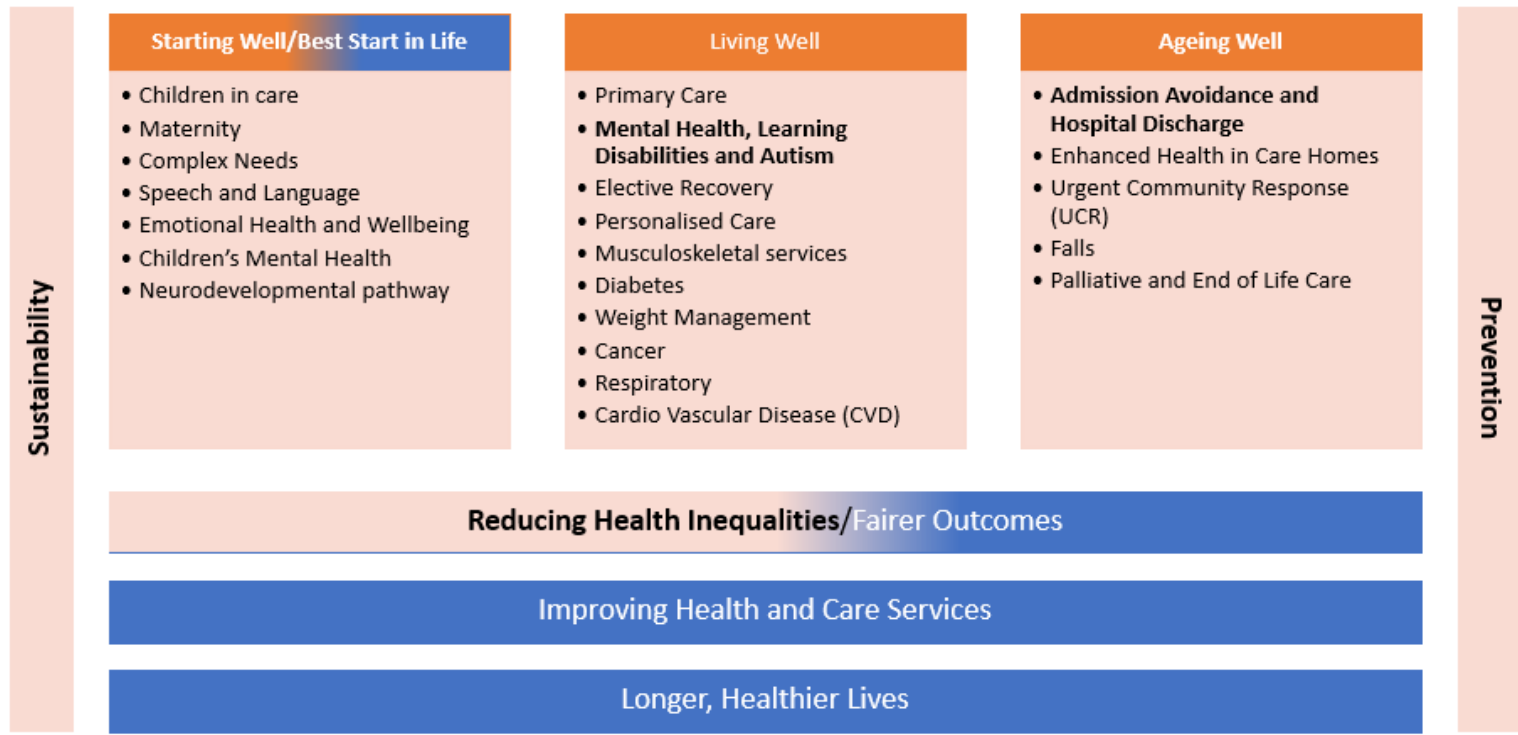 Sustainability
Starting Well/Best Start in Life
• Children in care
• Maternity
• Complex Needs
• Speech and Language
• Emotional Health and Wellbeing
• Children’s Mental Health
• Neurodevelopmental pathway
Living Well
• Primary Care
• Mental Health, Learning
Disabilities and Autism
• Elective Recovery
• Personalised Care
• Musculoskeletal services
• Diabetes
• Weight Management
• Cancer
• Respiratory
• Cardio Vascular Disease (CVD)
Ageing Well
• Admission Avoidance and
Hospital Discharge
• Enhanced Health in Care Homes
• Urgent Community Response
(UCR)
• Falls
• Palliative and End of Life Care
Prevention
Reducing Health Inequalities/Fairer Outcomes
Improving Health and Care Services
Longer, Healthier Lives